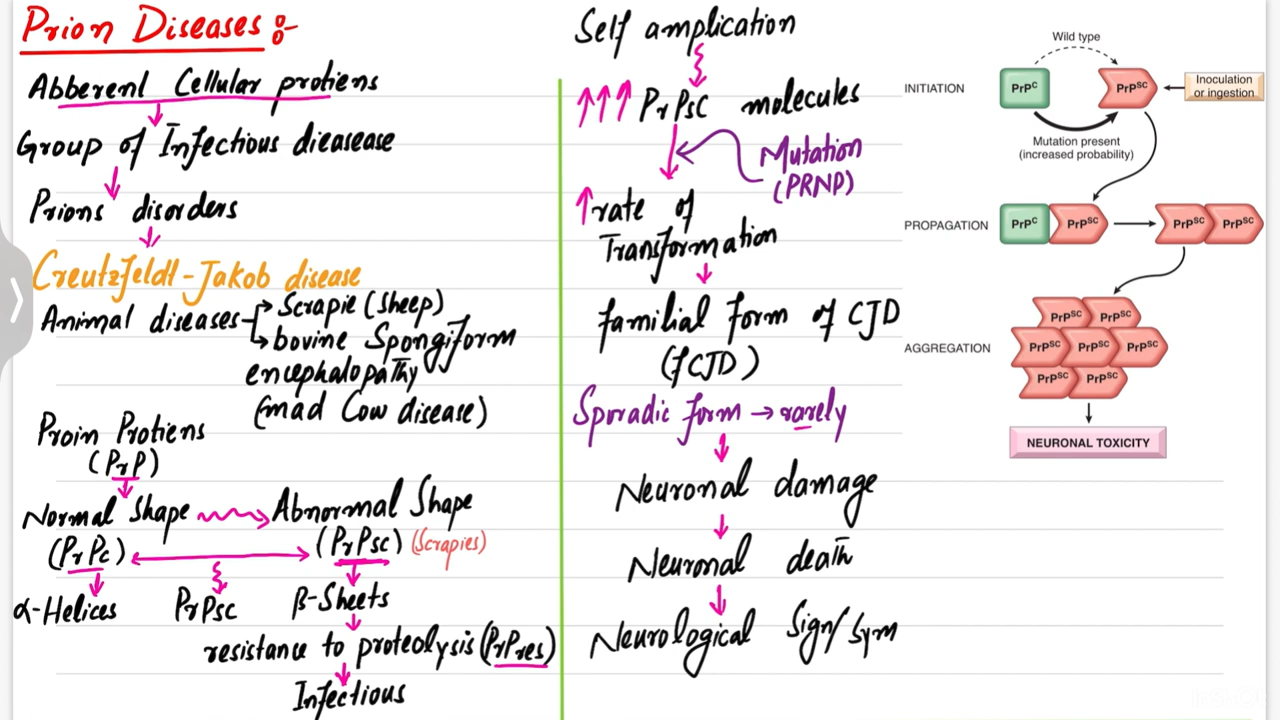 Prion Diseases :-
Abberent Cellular protiens
Group of Infectious dieasease
Prions disorders
Creutzfeldt-Jakob disease
Animal diseases
Scrapie (Sheep)
bovine Spongiform
encephalopathy
(mad Cow disease)
Proin Protiens
(PrP)
Normal Shape
Abnormal Shape
(PrPc)
(PrPsc) (Scrapies)
α-Helices
PrPsc
β-Sheets
resistance to proteolysis (PrPres)
Infectious
Self amplication
↑↑↑ PrPsc molecules
Mutation
(PRNP)
↑rate of
Transformation
familial form of CJD
(fCJD)
Sporadic form → rarely
Neuronal damage
Neuronal death
Neurological Sign/Sym
Wild type
INITIATION
PrPC
PrPSC
Inoculation
or ingestion
Mutation present
(increased probability)
PROPAGATION
PrPC PrPSC PrPSC PrPSC
AGGREGATION
PrPSC PrPSC
PrPSC PrPSC PrPSC
PrPSC PrPSC
NEURONAL TOXICITY